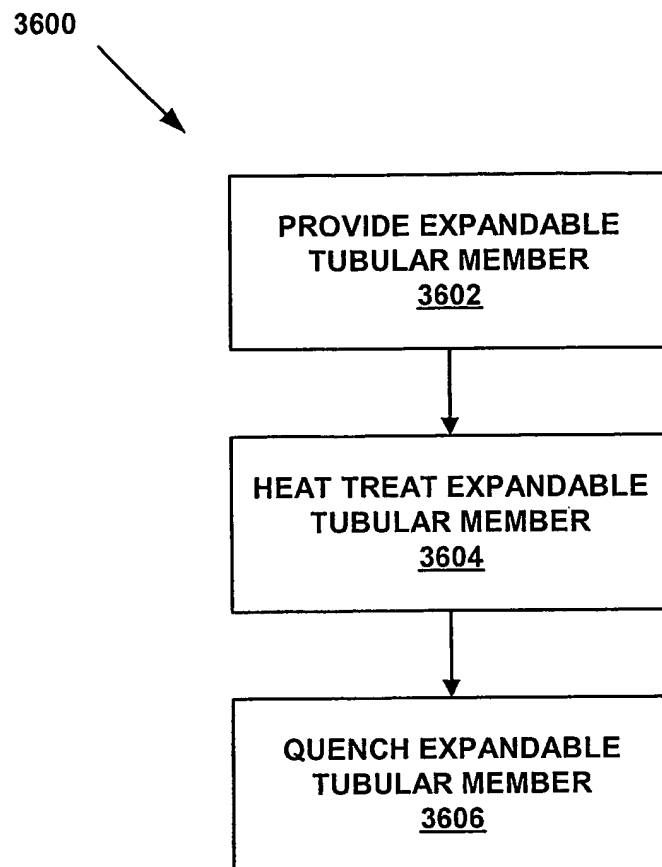 3600
PROVIDE EXPANDABLE
TUBULAR MEMBER
3602
HEAT TREAT EXPANDABLE
TUBULAR MEMBER
3604
QUENCH EXPANDABLE
TUBULAR MEMBER
3606